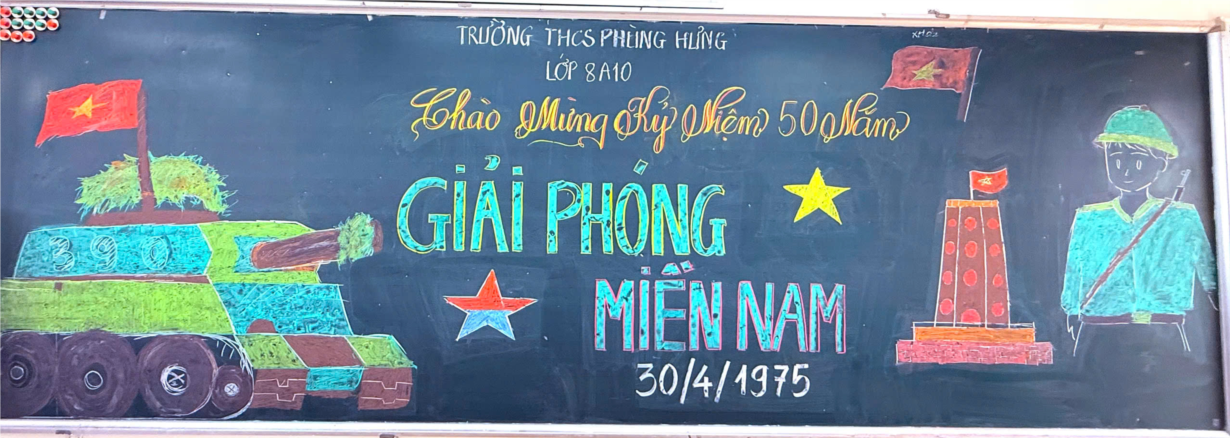 TRƯỜNG THCS PHÙNG HƯNG
LỚP 8A10
Chào Mừng Kỷ Niệm 50 Năm
GIẢI PHÓNG
MIỀN NAM
30/4/1975
390